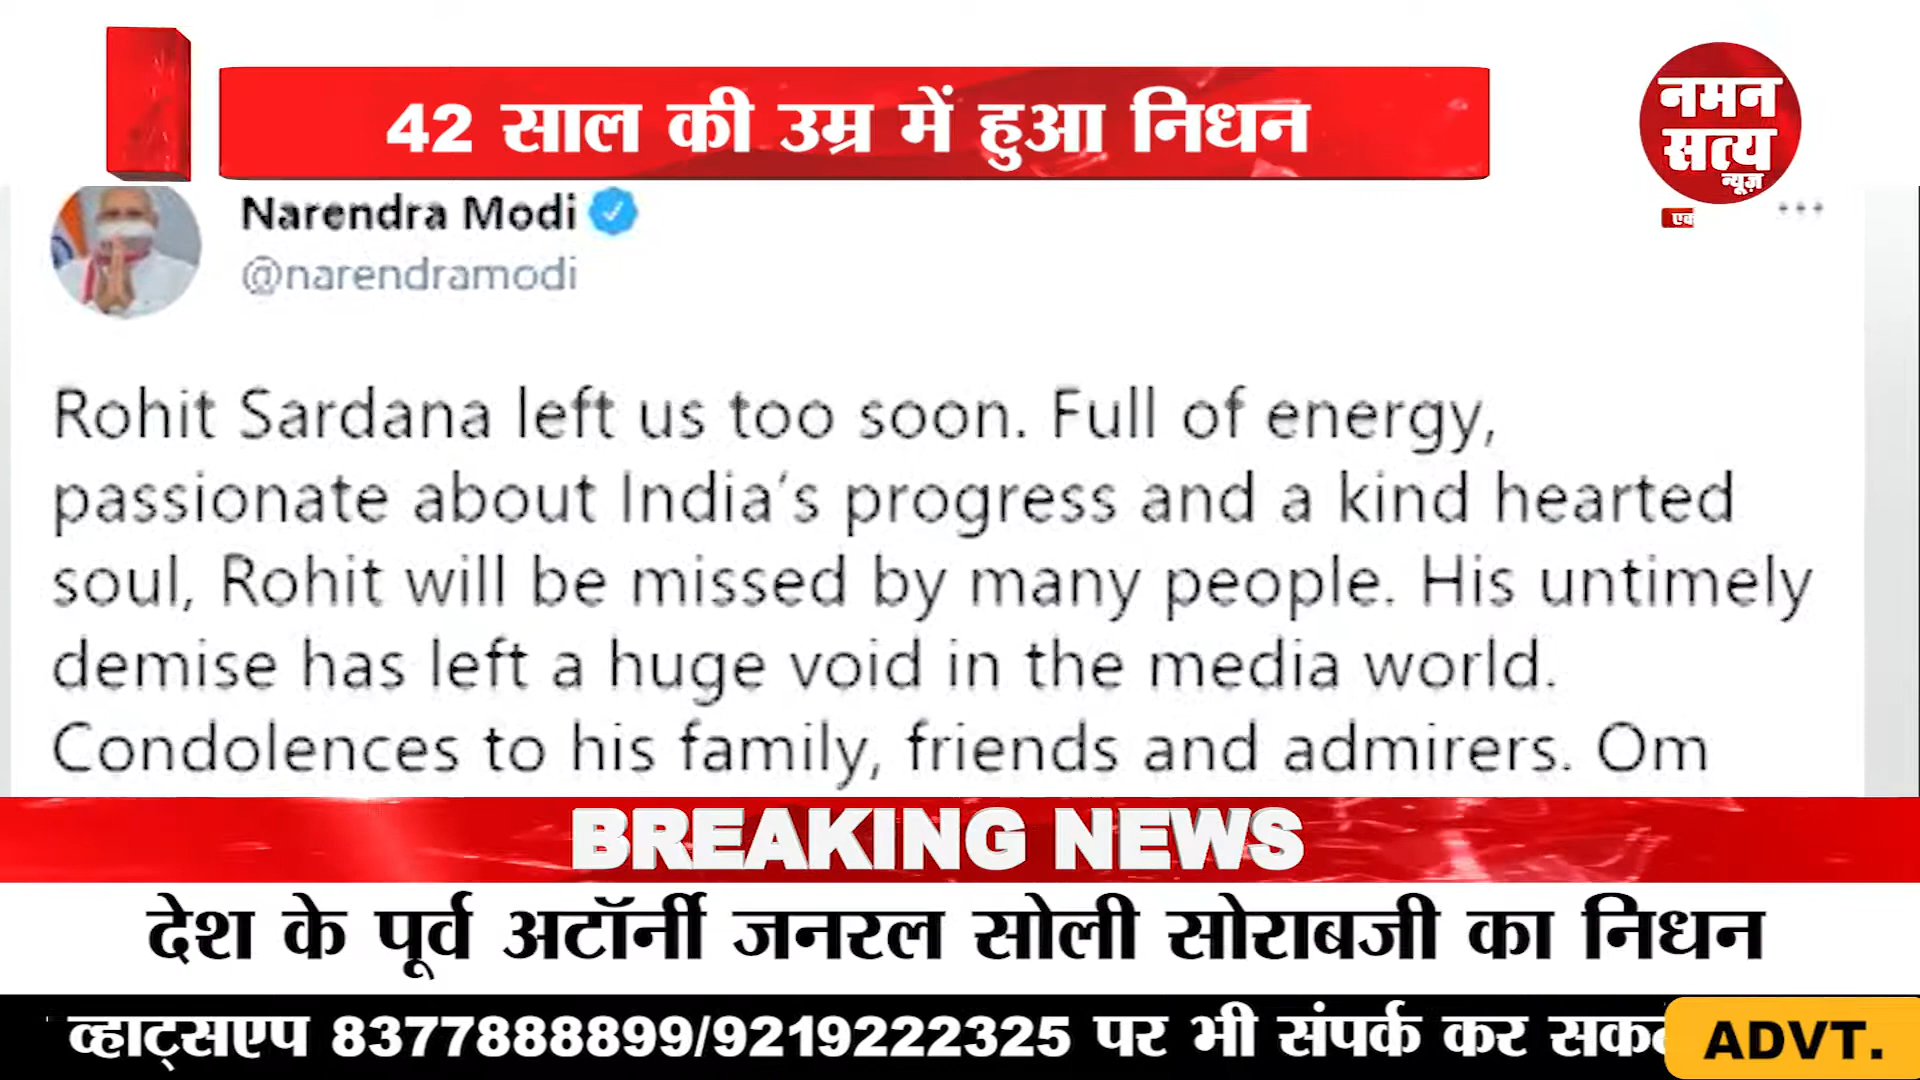 42 साल की उम्र में हुआ निधन
नमन
सत्य
न्यूज़
Narendra Modi
@narendramodi
Rohit Sardana left us too soon. Full of energy,
passionate about India's progress and a kind hearted
soul, Rohit will be missed by many people. His untimely
demise has left a huge void in the media world.
Condolences to his family, friends and admirers. Om
BREAKING NEWS
देश के पूर्व अटॉर्नी जनरल सोली सोराबजी का निधन
व्हाट्सएप 8377888899/9219222325 पर भी संपर्क कर
ADVT.